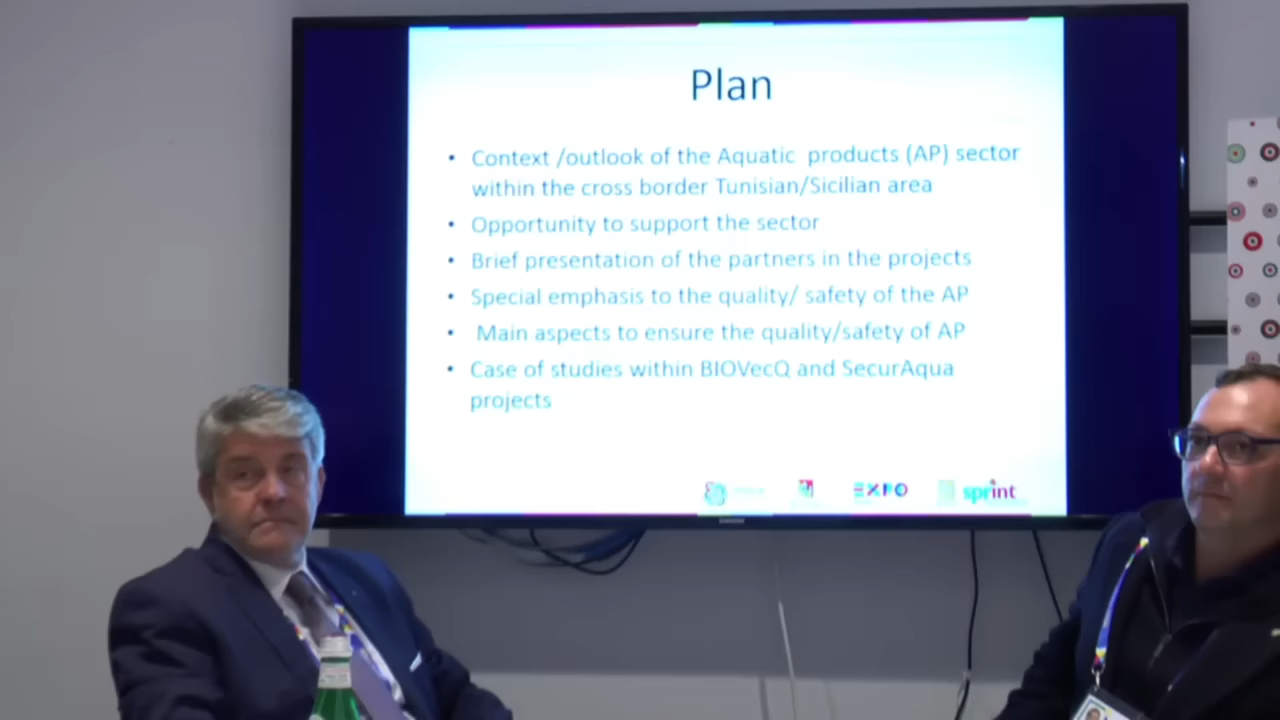 Plan
• Context /outlook of the Aquatic products (AP) sector
within the cross border Tunisian/Sicilian area
• Opportunity to support the sector
• Brief presentation of the partners in the projects
• Special emphasis to the quality/ safety of the AP
• Main aspects to ensure the quality/safety of AP
• Case of studies within BIOVecQ and SecurAqua
projects
EXPO
sprint